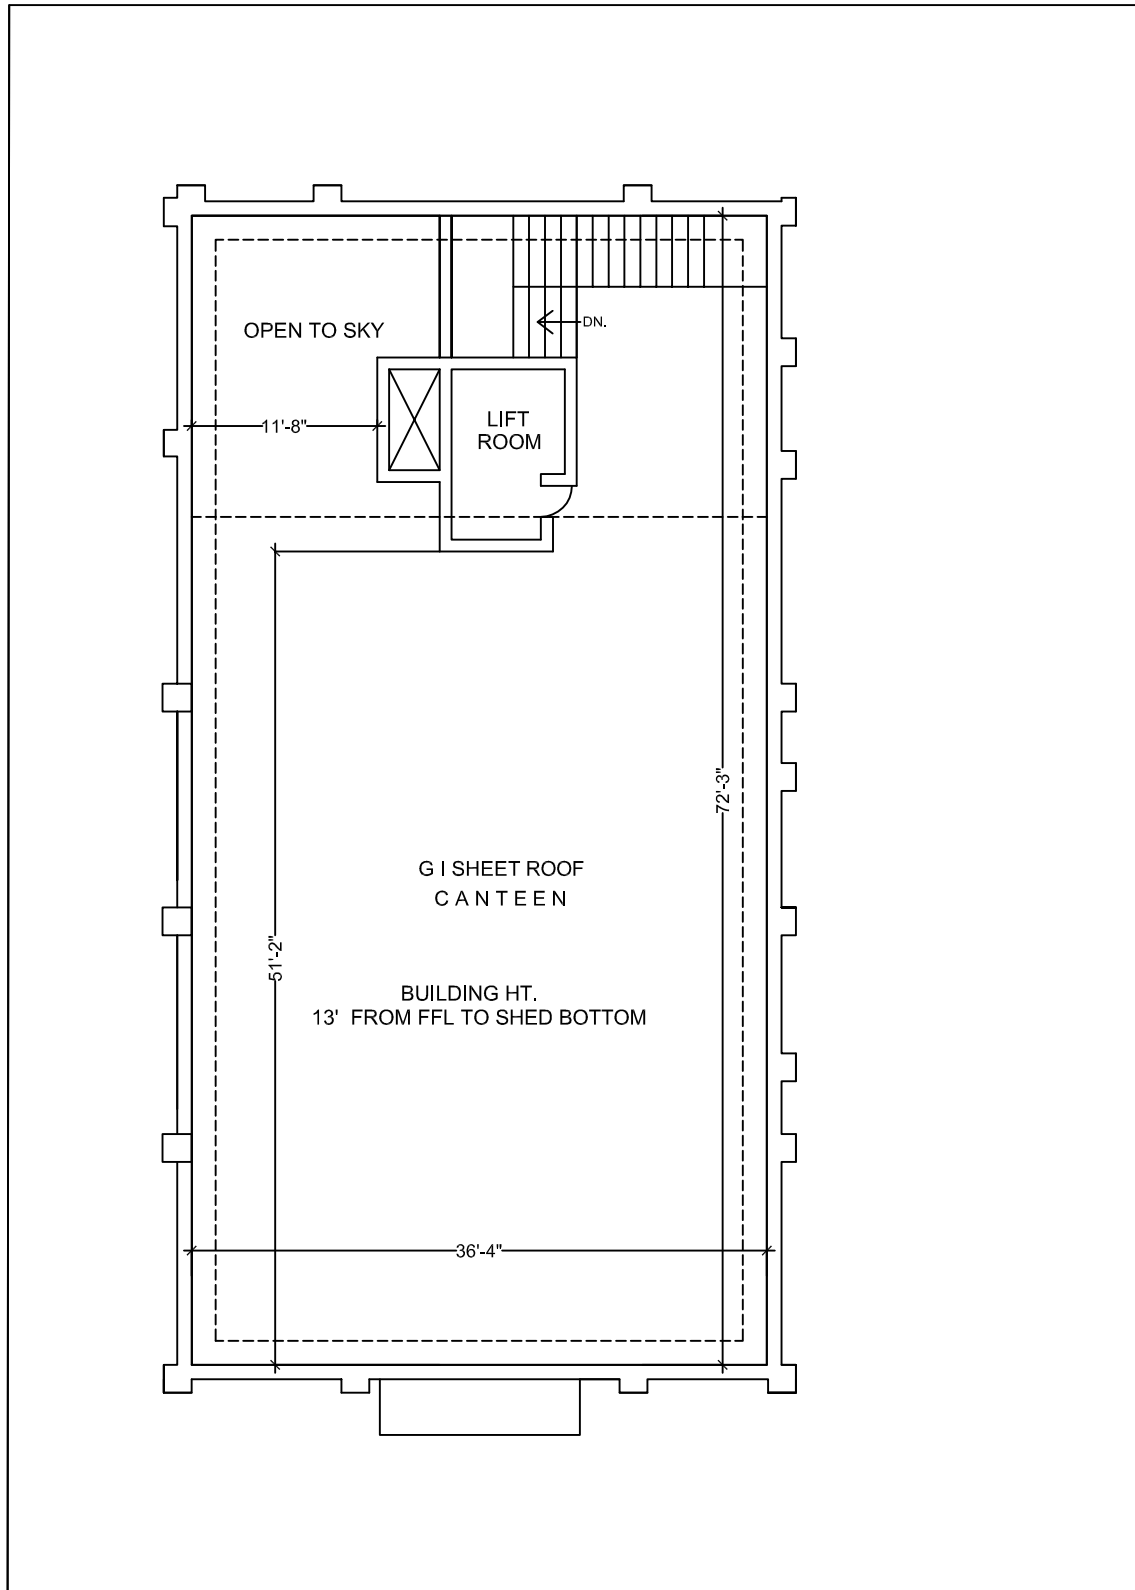 OPEN TO SKY
DN.
LIFT
ROOM
11'-8"
72'-3"
G I SHEET ROOF
C A N T E E N
51'-2"
BUILDING HT.
13' FROM FFL TO SHED BOTTOM
36'-4"